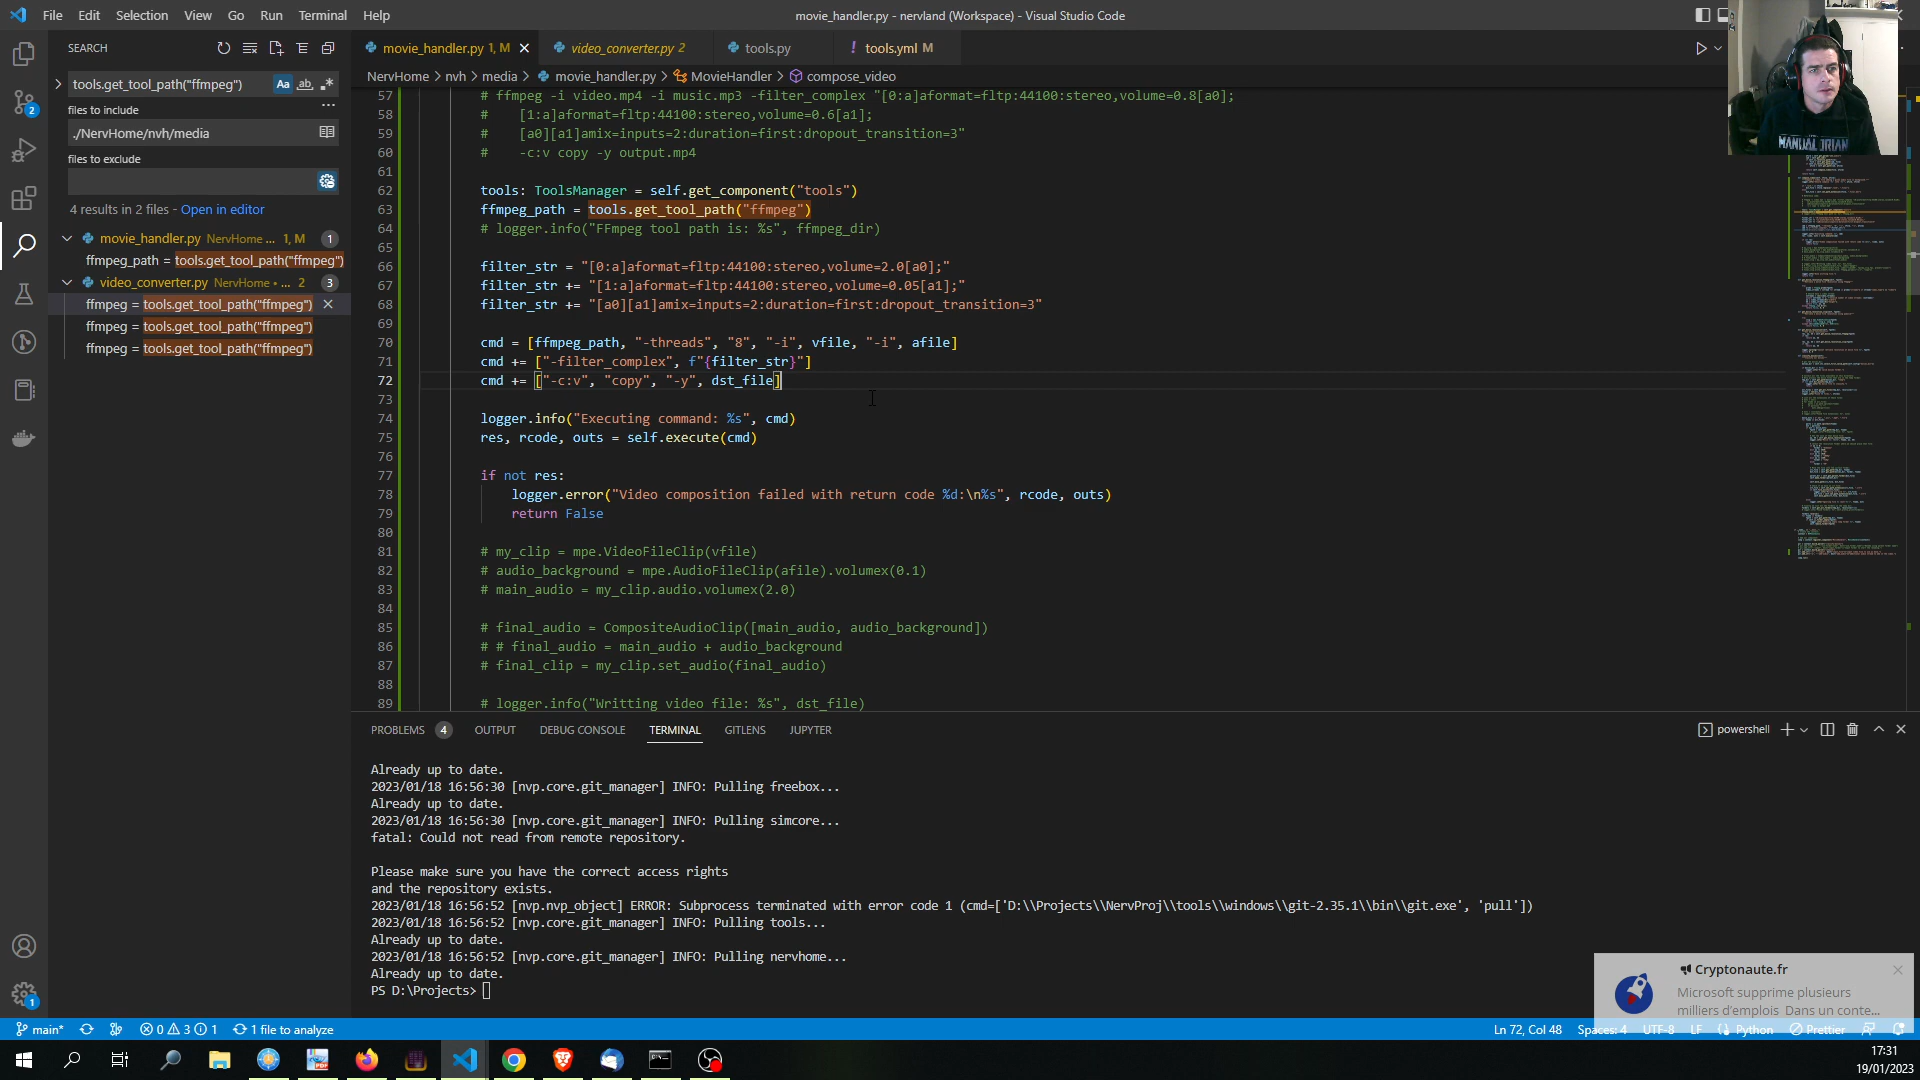 File Edit Selection View Go Run Terminal Help
movie_handler.py - nervland (Workspace) - Visual Studio Code
SEARCH
tools.get_tool_path("ffmpeg")
Aa ab .*
files to include
./NervHome/nvh/media
files to exclude
4 results in 2 files - Open in editor
movie_handler.py NervHome ... 1, M 1
ffmpeg_path = tools.get_tool_path("ffmpeg")
video_converter.py NervHome • ... 2 3
ffmpeg = tools.get_tool_path("ffmpeg")
ffmpeg = tools.get_tool_path("ffmpeg")
ffmpeg = tools.get_tool_path("ffmpeg")
movie_handler.py 1, M video_converter.py 2 tools.py ! tools.yml M
NervHome > nvh > media > movie_handler.py > MovieHandler > compose_video
57 # ffmpeg -i video.mp4 -i music.mp3 -filter_complex "[0:a]aformat=fltp:44100:stereo,volume=0.8[a0];
58 # [1:a]aformat=fltp:44100:stereo,volume=0.6[a1];
59 # [a0][a1]amix=inputs=2:duration=first:dropout_transition=3"
60 # -c:v copy -y output.mp4
61
62 tools: ToolsManager = self.get_component("tools")
63 ffmpeg_path = tools.get_tool_path("ffmpeg")
64 # logger.info("FFmpeg tool path is: %s", ffmpeg_dir)
65
66 filter_str = "[0:a]aformat=fltp:44100:stereo,volume=2.0[a0];"
67 filter_str += "[1:a]aformat=fltp:44100:stereo,volume=0.05[a1];"
68 filter_str += "[a0][a1]amix=inputs=2:duration=first:dropout_transition=3"
69
70 cmd = [ffmpeg_path, "-threads", "8", "-i", vfile, "-i", afile]
71 cmd += ["-filter_complex", f"{filter_str}"]
72 cmd += ["-c:v", "copy", "-y", dst_file]
73
74 logger.info("Executing command: %s", cmd)
75 res, rcode, outs = self.execute(cmd)
76
77 if not res:
78 logger.error("Video composition failed with return code %d:\n%s", rcode, outs)
79 return False
80
81 # my_clip = mpe.VideoFileClip(vfile)
82 # audio_background = mpe.AudioFileClip(afile).volumex(0.1)
83 # main_audio = my_clip.audio.volumex(2.0)
84
85 # final_audio = CompositeAudioClip([main_audio, audio_background])
86 # # final_audio = main_audio + audio_background
87 # final_clip = my_clip.set_audio(final_audio)
88
89 # logger.info("Writting video file: %s", dst_file)
PROBLEMS 4 OUTPUT DEBUG CONSOLE TERMINAL GITLENS JUPYTER
powershell
Already up to date.
2023/01/18 16:56:30 [nvp.core.git_manager] INFO: Pulling freebox...
Already up to date.
2023/01/18 16:56:30 [nvp.core.git_manager] INFO: Pulling simcore...
fatal: Could not read from remote repository.
Please make sure you have the correct access rights
and the repository exists.
2023/01/18 16:56:52 [nvp.nvp_object] ERROR: Subprocess terminated with error code 1 (cmd=['D:\\Projects\\NervProj\\tools\\windows\\git-2.35.1\\bin\\git.exe', 'pull'])
2023/01/18 16:56:52 [nvp.core.git_manager] INFO: Pulling tools...
Already up to date.
2023/01/18 16:56:52 [nvp.core.git_manager] INFO: Pulling nervhome...
Already up to date.
PS D:\Projects>
Cryptonaute.fr
Microsoft supprime plusieurs
milliers d'emplois Dans un conte...
main* 0 3 1 1 file to analyze
Ln 72, Col 48 Spaces: 4 UTF-8 LF Python Prettier
2
1
17:31
19/01/2023